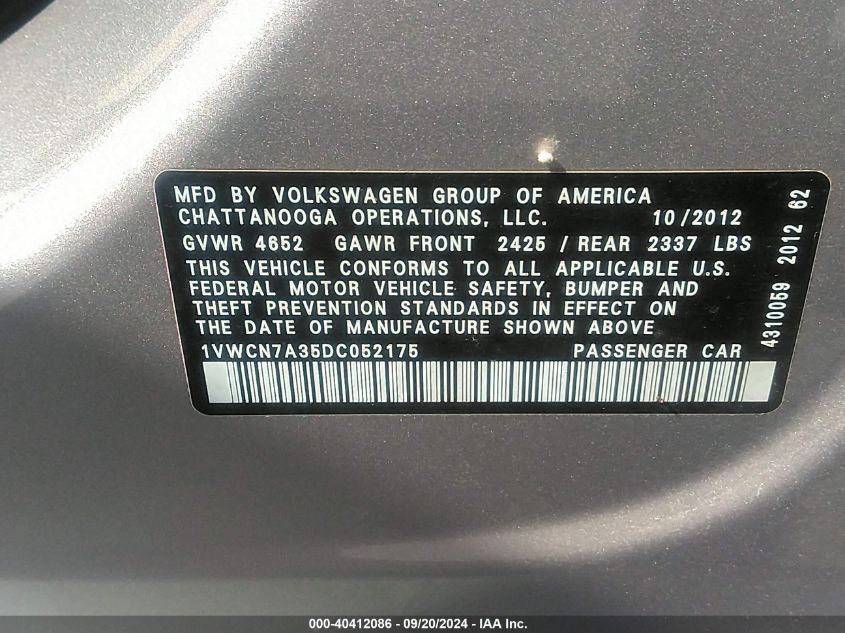 MFD BY VOLKSWAGEN GROUP OF AMERICA
CHATTANOOGA OPERATIONS, LLC. 10/2012
GVWR 4652 GAWR FRONT 2425 / REAR 2337 LBS
THIS VEHICLE CONFORMS TO ALL APPLICABLE U.S.
FEDERAL MOTOR VEHICLE SAFETY, BUMPER AND
THEFT PREVENTION STANDARDS IN EFFECT ON
THE DATE OF MANUFACTURE SHOWN ABOVE
1VWCN7A35DC052175 PASSENGER CAR
4310059 2012 62
000-40412086 - 09/20/2024 - IAA Inc.